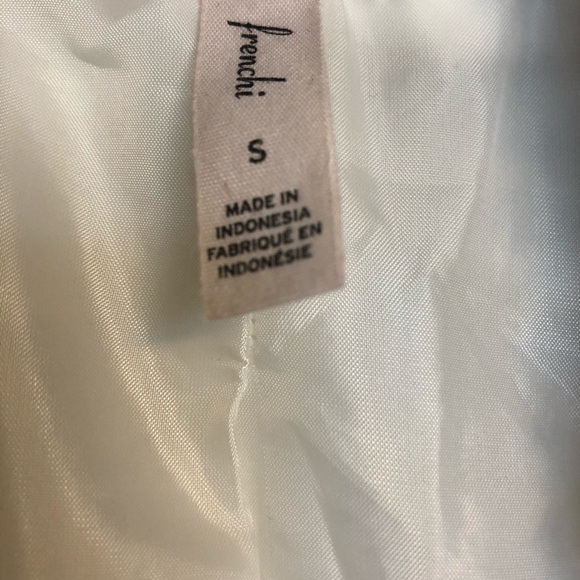 frenchi
S
MADE IN
INDONESIA
FABRIQUÉ EN
INDONÉSIE